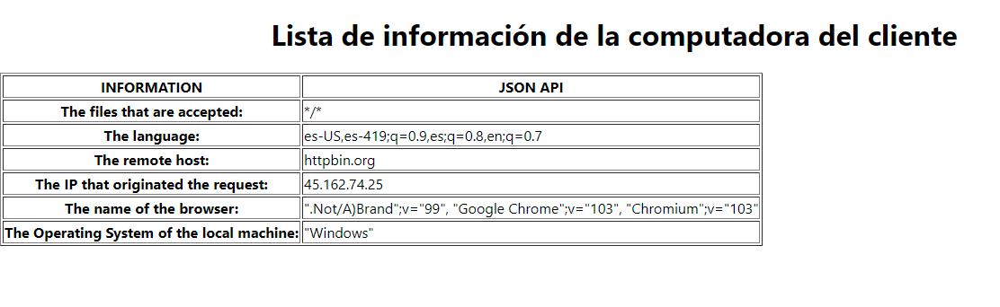 Lista de información de la computadora del cliente
INFORMATION JSON API
The files that are accepted: */*
The language: es-US,es-419;q=0.9,es;q=0.8,en;q=0.7
The remote host: httpbin.org
The IP that originated the request: 45.162.74.25
The name of the browser: ".Not/A)Brand";v="99", "Google Chrome";v="103", "Chromium";v="103"
The Operating System of the local machine: "Windows"